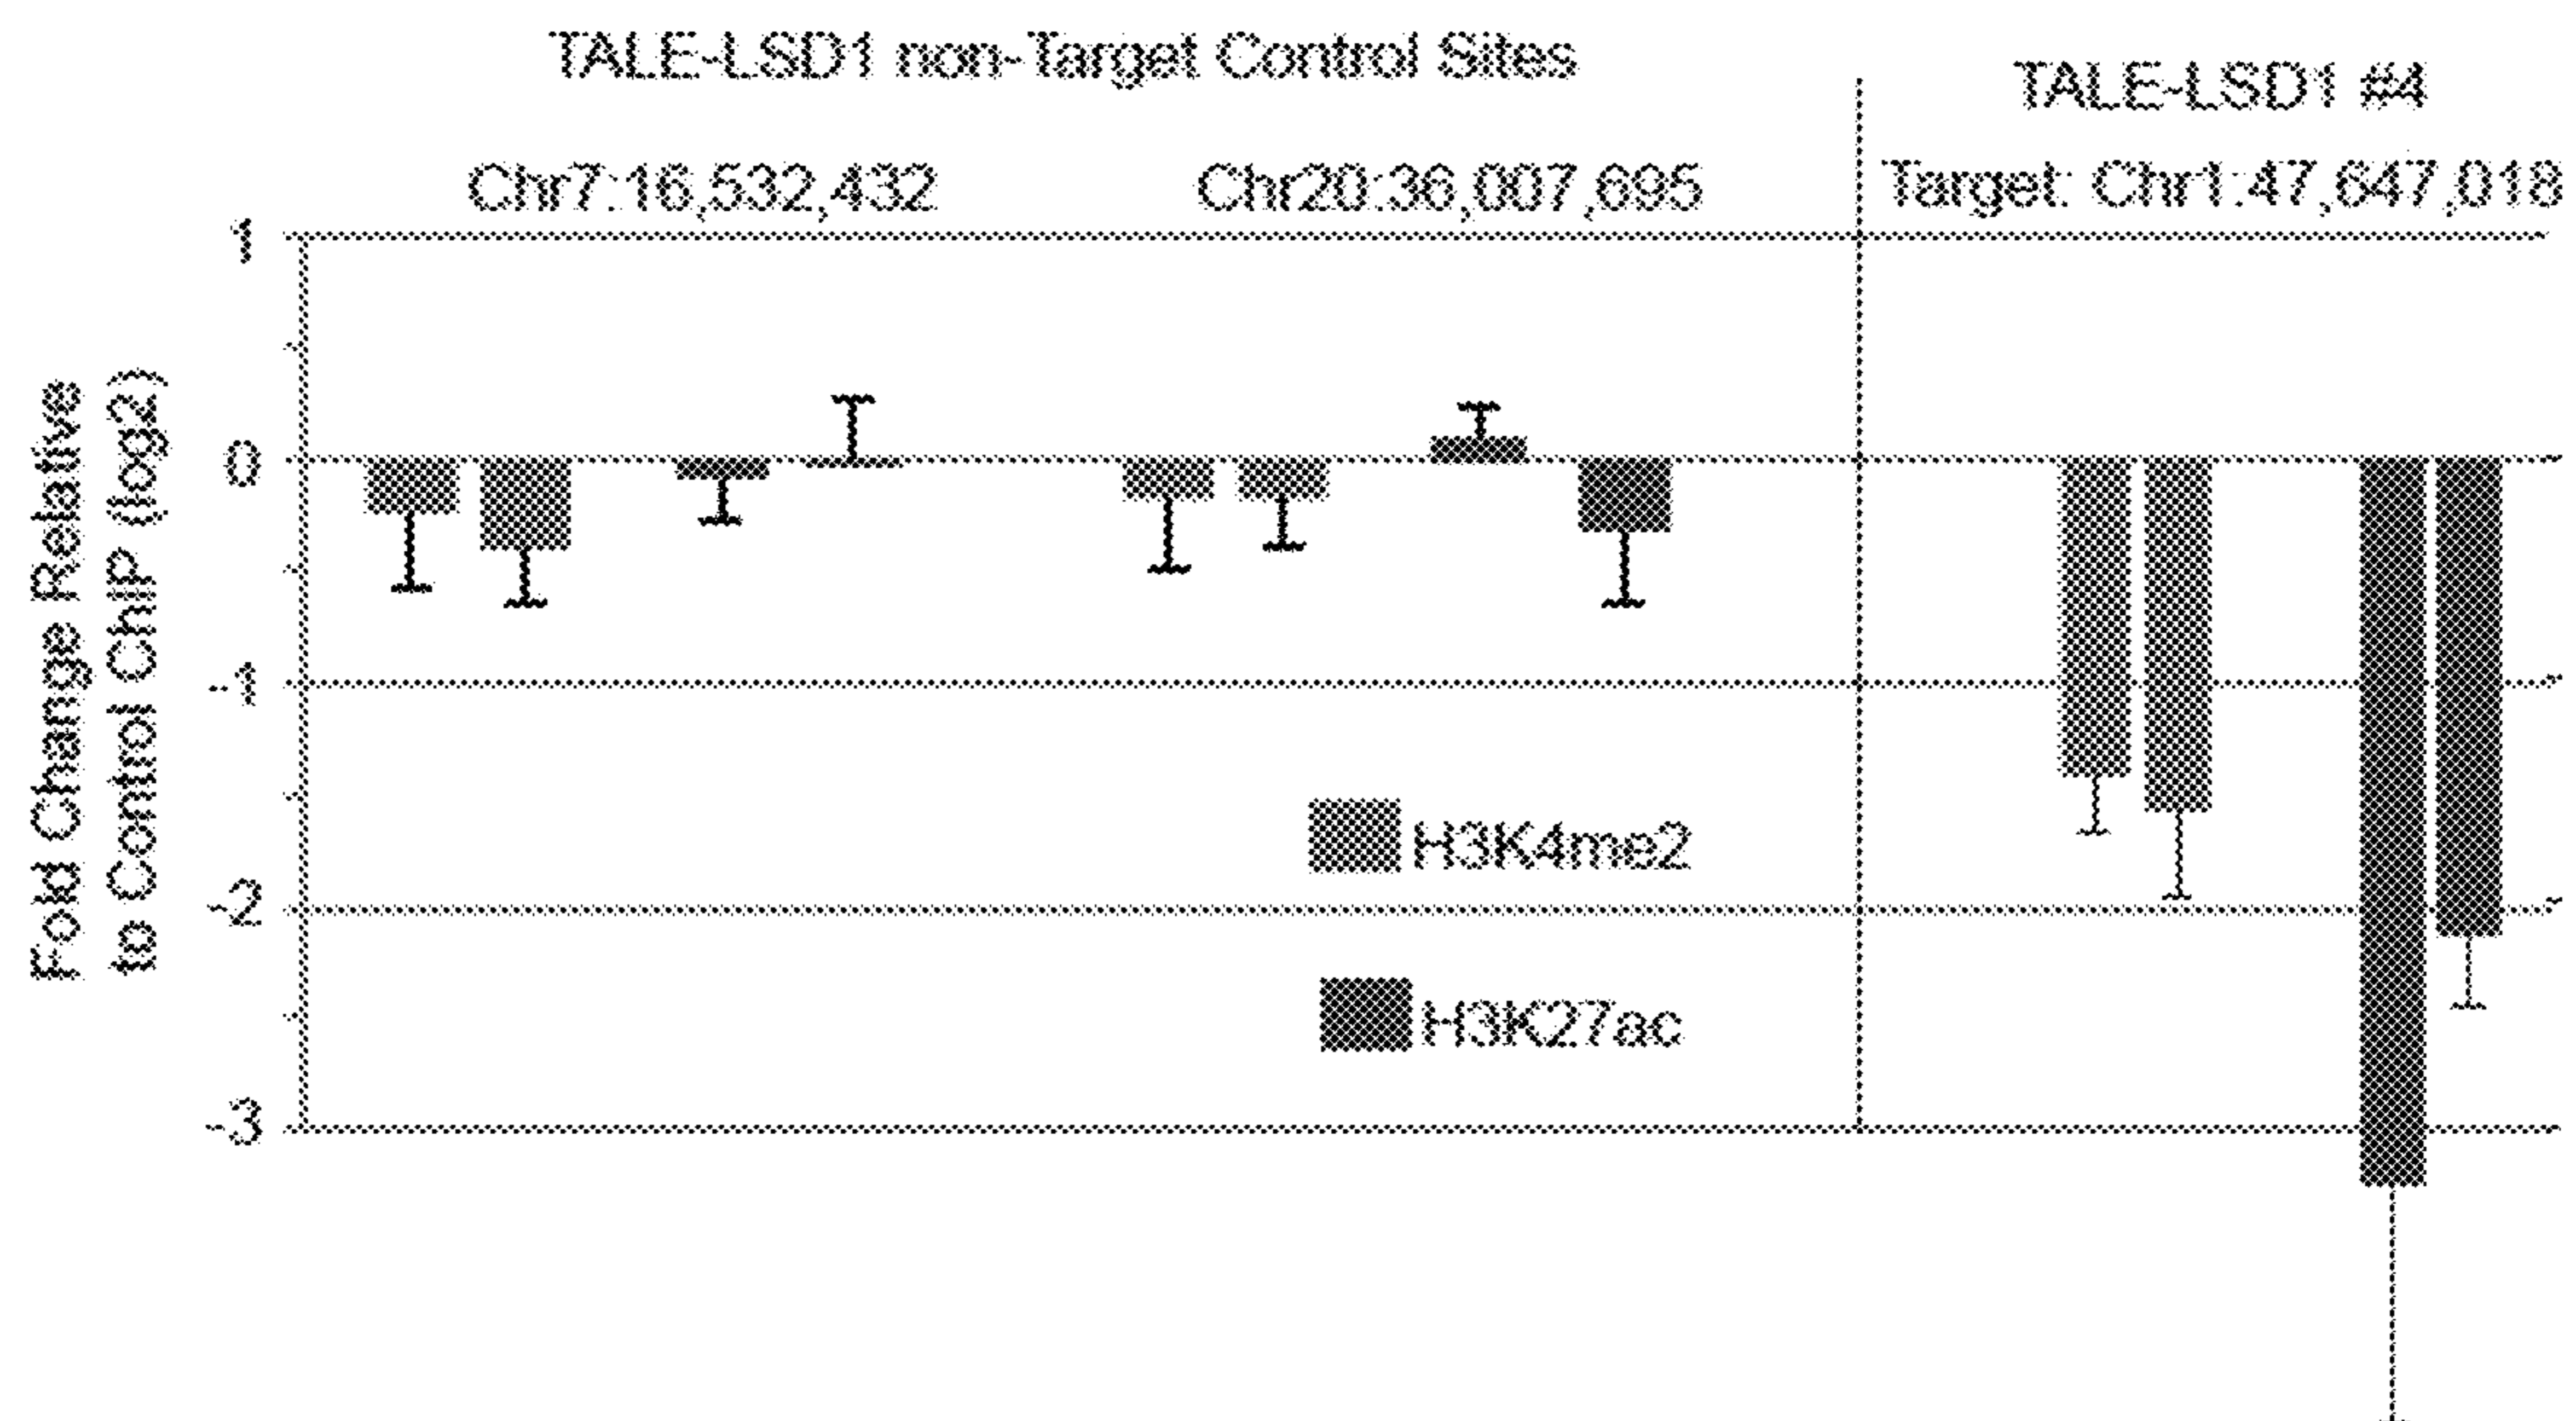 TALE-LSD1 non-Target Control Sites
TALE-LSD1 #4
Chr7:16,532,432
Chr20:36,007,695
Target: Chr1:47,647,018
1
0
-1
-2
-3
Fold Change Relative
to Control ChIP (log2)
H3K4me2
H3K27ac